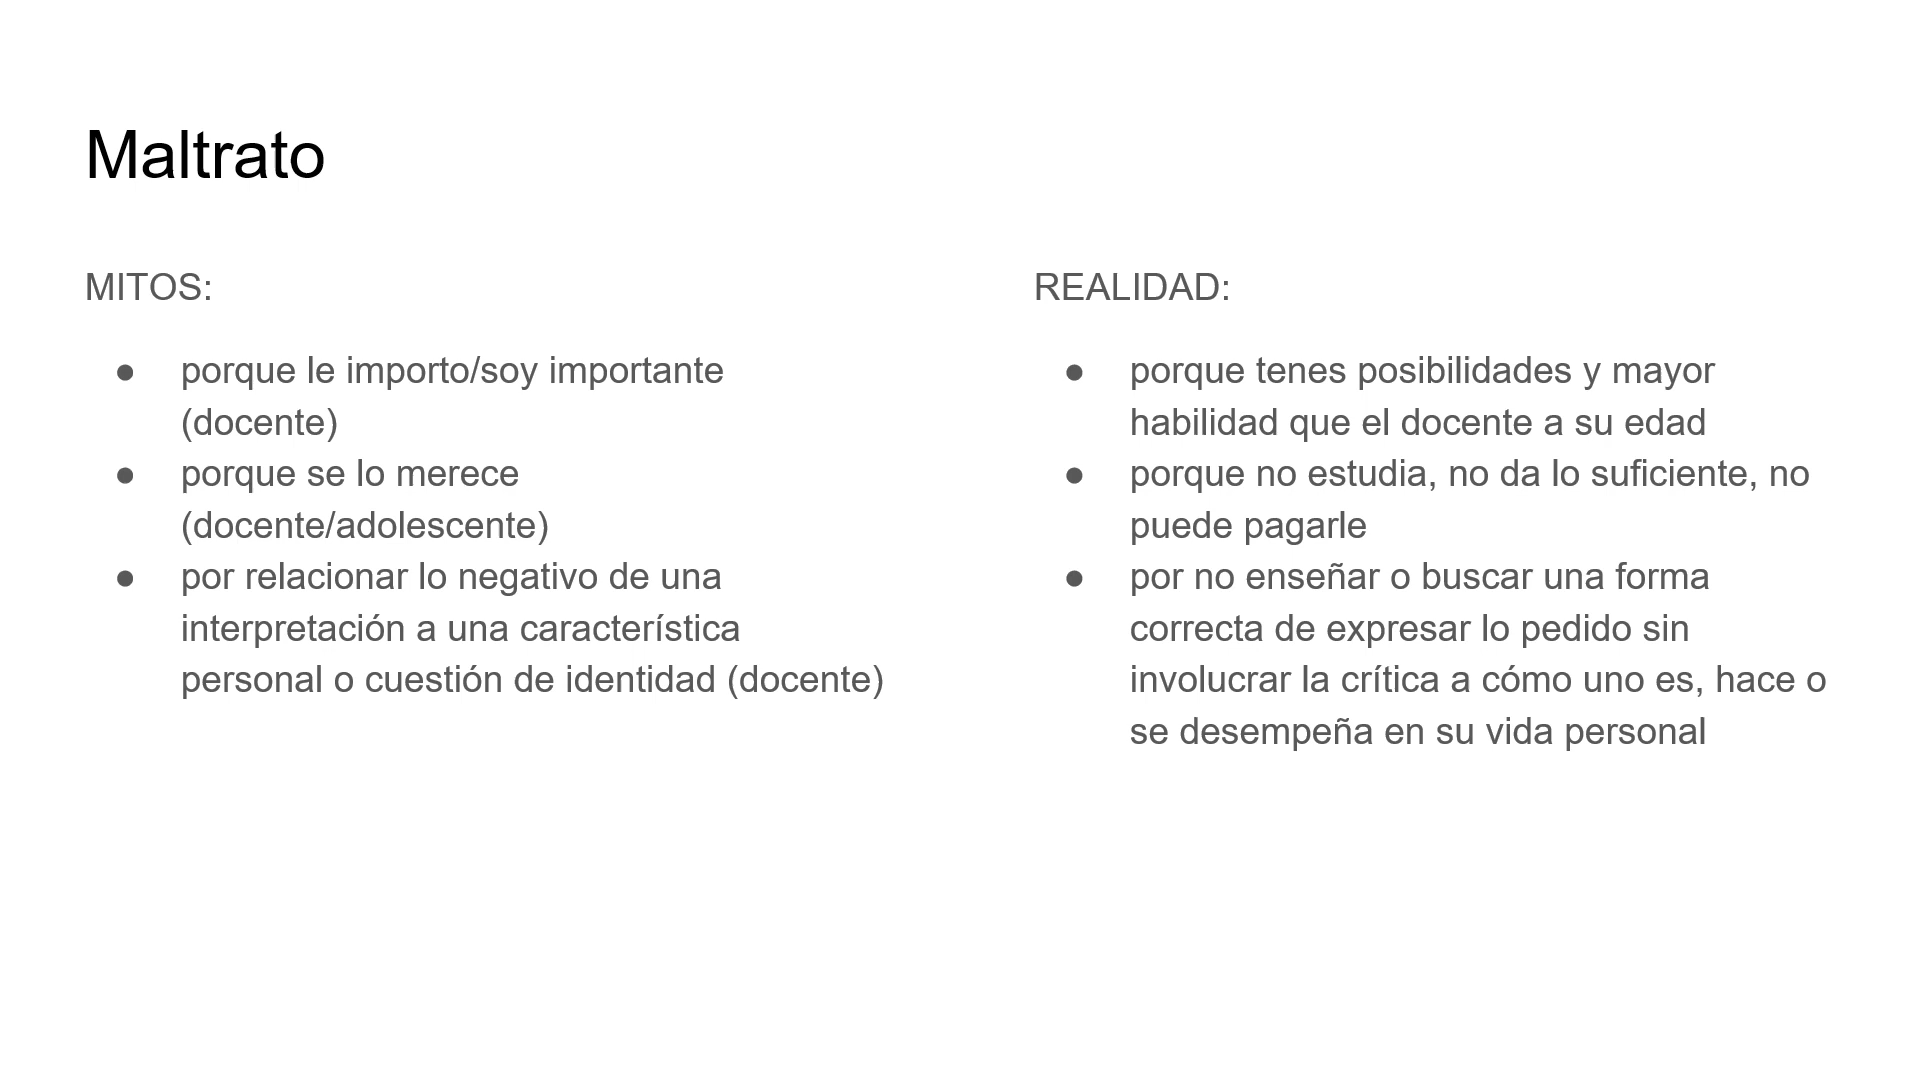 Maltrato
MITOS:
● porque le importo/soy importante
(docente)
● porque se lo merece
(docente/adolescente)
● por relacionar lo negativo de una
interpretación a una característica
personal o cuestión de identidad (docente)
REALIDAD:
● porque tenes posibilidades y mayor
habilidad que el docente a su edad
● porque no estudia, no da lo suficiente, no
puede pagarle
● por no enseñar o buscar una forma
correcta de expresar lo pedido sin
involucrar la crítica a cómo uno es, hace o
se desempeña en su vida personal